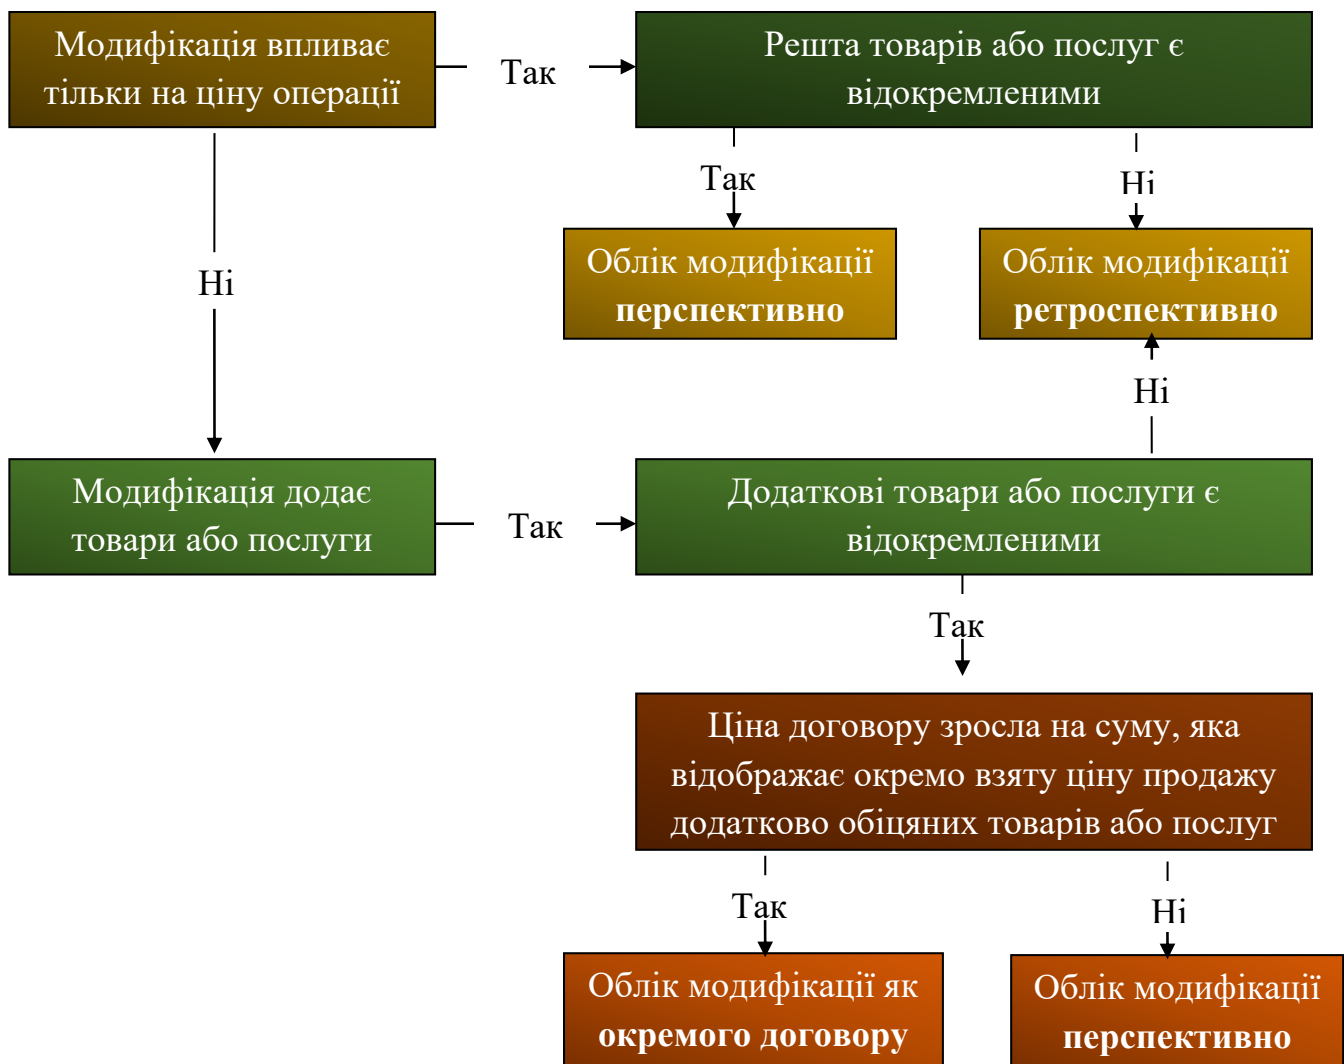 Модифікація впливає
тільки на ціну операції
Так
Решта товарів або послуг є
відокремленими
Так
Ні
Облік модифікації
перспективно
Облік модифікації
ретроспективно
Ні
Ні
Модифікація додає
товари або послуги
Так
Додаткові товари або послуги є
відокремленими
Так
Ціна договору зросла на суму, яка
відображає окремо взяту ціну продажу
додатково обіцяних товарів або послуг
Так
Ні
Облік модифікації як
окремого договору
Облік модифікації
перспективно